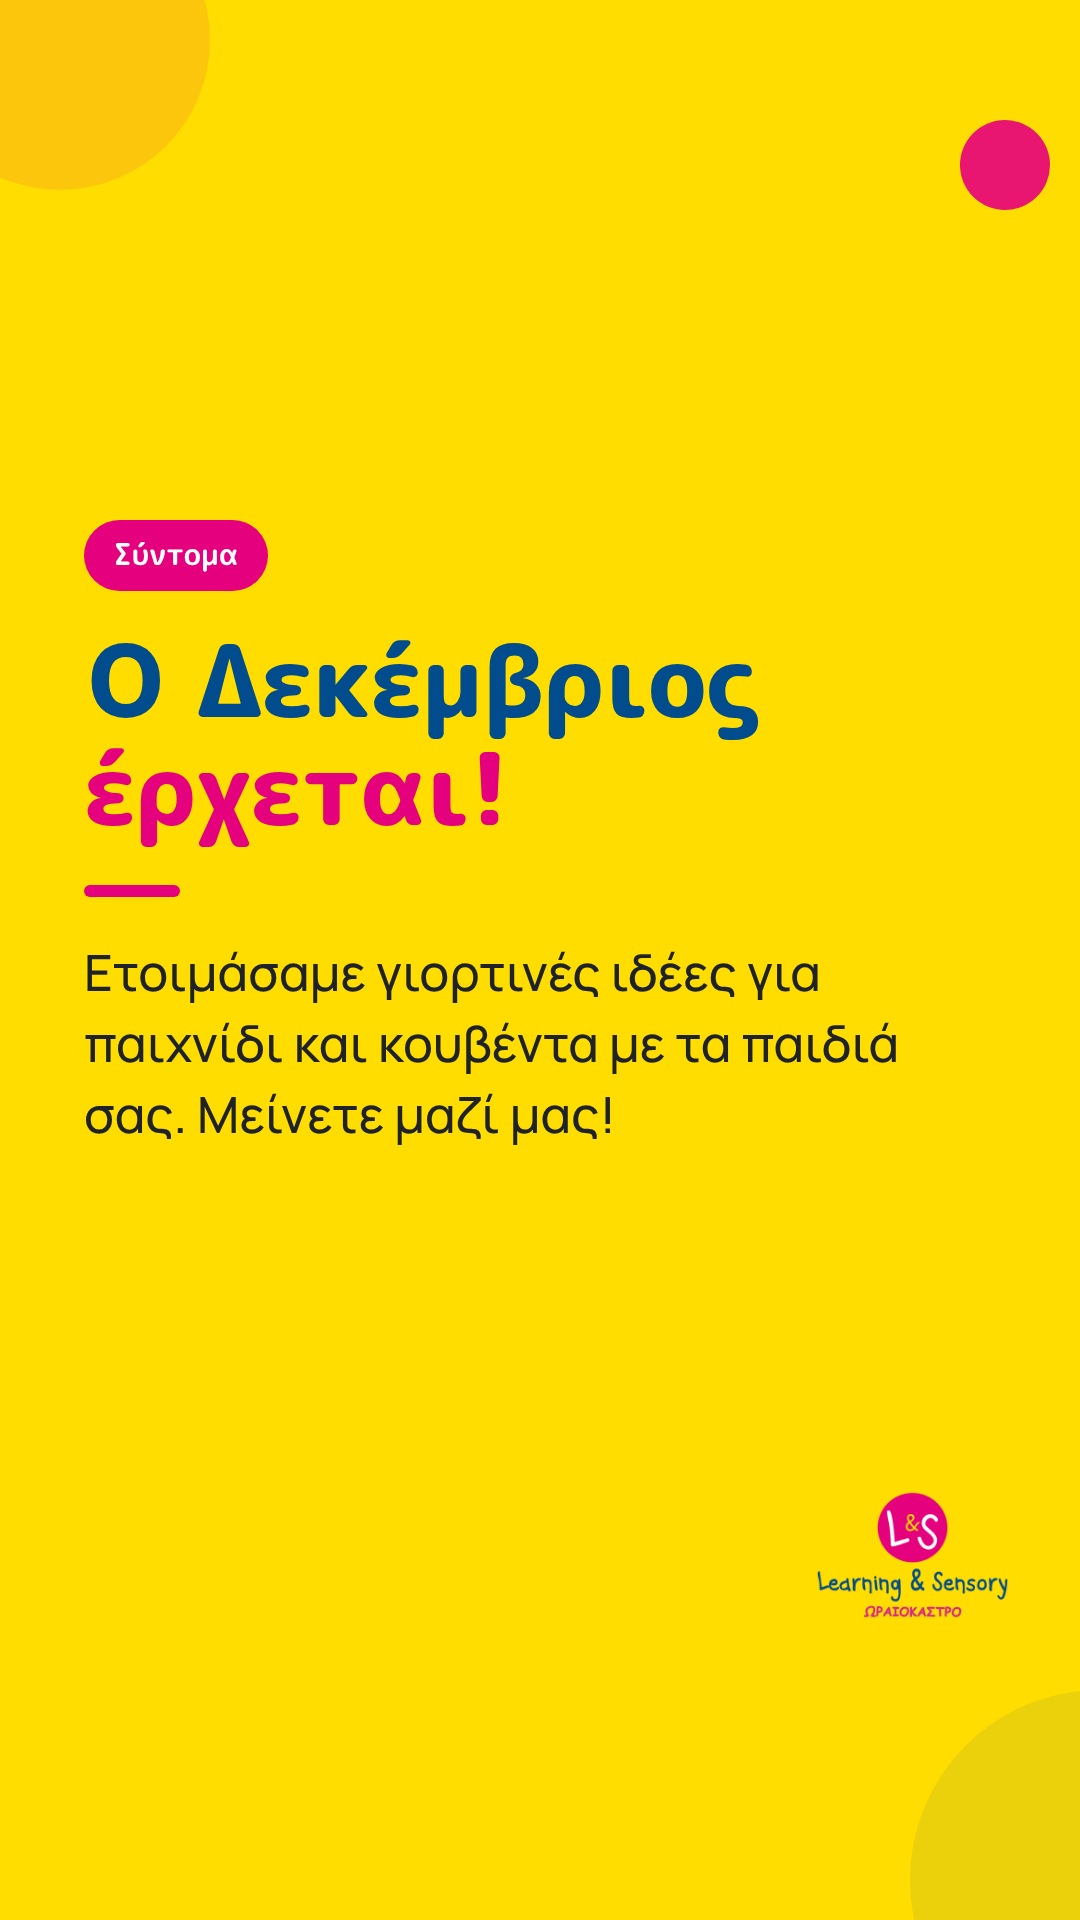 Σύντομα
Ο Δεκέμβριος
έρχεται!
Ετοιμάσαμε γιορτινές ιδέες για
παιχνίδι και κουβέντα με τα παιδιά
σας. Μείνετε μαζί μας!
L&S
Learning & Sensory
ΩΡΑΙΟΚΑΣΤΡΟ